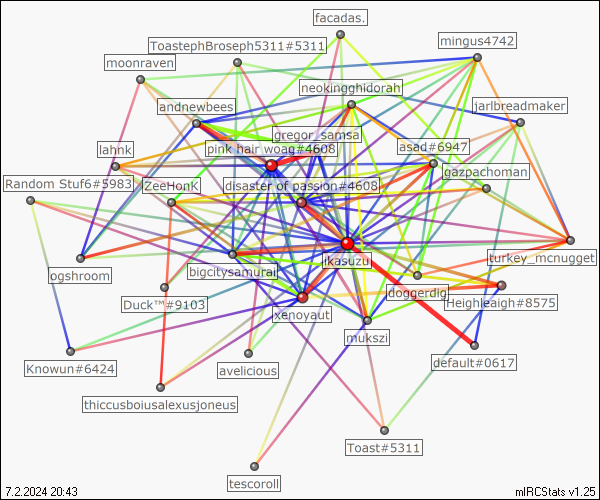 facadas.
ToastephBroseph5311#5311
mingus4742
moonraven
neokingghidorah
andnewbees
jarlbreadmaker
gregor_samsa
lahnk
pink hair woag#4608
asad#6947
gazpachoman
Random Stuf6#5983
ZeeHonK
disaster of passion#4608
ogshroom
bigcitysamurai
ikasuzu
turkey_mcnugget
Duck™#9103
xenoyaut
doggerdig
Heighleaigh#8575
mukszi
Knowun#6424
avelicious
default#0617
thiccusboiusalexusjoneus
Toast#5311
tescoroll
7.2.2024 20:43
mIRCStats v1.25